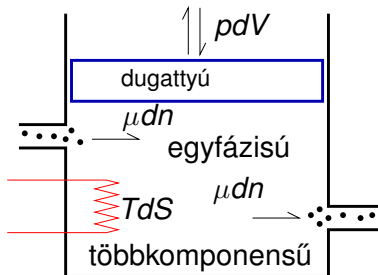 pdV
dugattyú
μdn
egyfázisú
μdn
TdS
többkomponensű